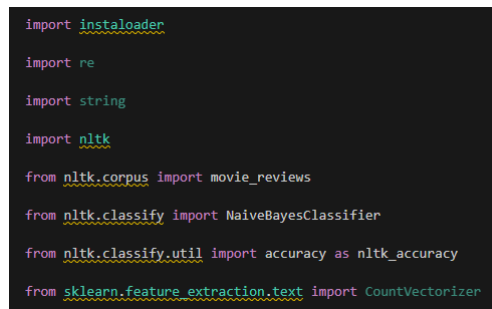 import instaloader
import re
import string
import nltk
from nltk.corpus import movie_reviews
from nltk.classify import NaiveBayesClassifier
from nltk.classify.util import accuracy as nltk_accuracy
from sklearn.feature_extraction.text import CountVectorizer